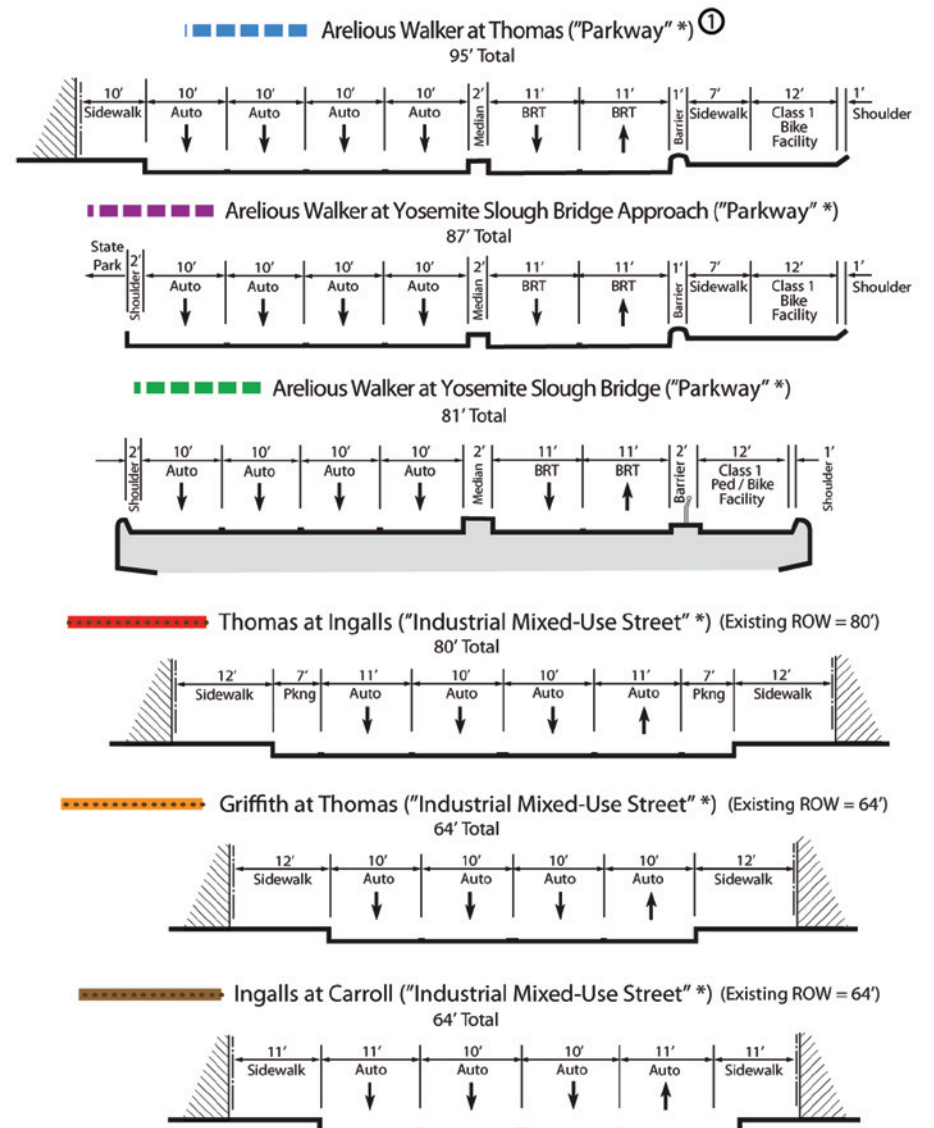 Arelious Walker at Thomas ("Parkway" *) ①
95' Total
10' 10' 10' 10' 10' 2' 11' 11' 1' 7' 12' 1'
Sidewalk Auto Auto Auto Auto Median BRT BRT Barrier Sidewalk Class 1 Bike Facility Shoulder
Arelious Walker at Yosemite Slough Bridge Approach ("Parkway" *)
87' Total
State Park 2' 10' 10' 10' 10' 2' 11' 11' 1' 7' 12' 1'
Shoulder Auto Auto Auto Auto Median BRT BRT Barrier Sidewalk Class 1 Bike Facility Shoulder
Arelious Walker at Yosemite Slough Bridge ("Parkway" *)
81' Total
2' 10' 10' 10' 10' 2' 11' 11' 2' 12' 1'
Shoulder Auto Auto Auto Auto Median BRT BRT Barrier Class 1 Ped / Bike Facility Shoulder
Thomas at Ingalls ("Industrial Mixed-Use Street" *) (Existing ROW = 80')
80' Total
12' 7' 11' 10' 10' 11' 7' 12'
Sidewalk Pkng Auto Auto Auto Auto Pkng Sidewalk
Griffith at Thomas ("Industrial Mixed-Use Street" *) (Existing ROW = 64')
64' Total
12' 10' 10' 10' 10' 12'
Sidewalk Auto Auto Auto Auto Sidewalk
Ingalls at Carroll ("Industrial Mixed-Use Street" *) (Existing ROW = 64')
64' Total
11' 11' 10' 10' 11' 11'
Sidewalk Auto Auto Auto Auto Sidewalk